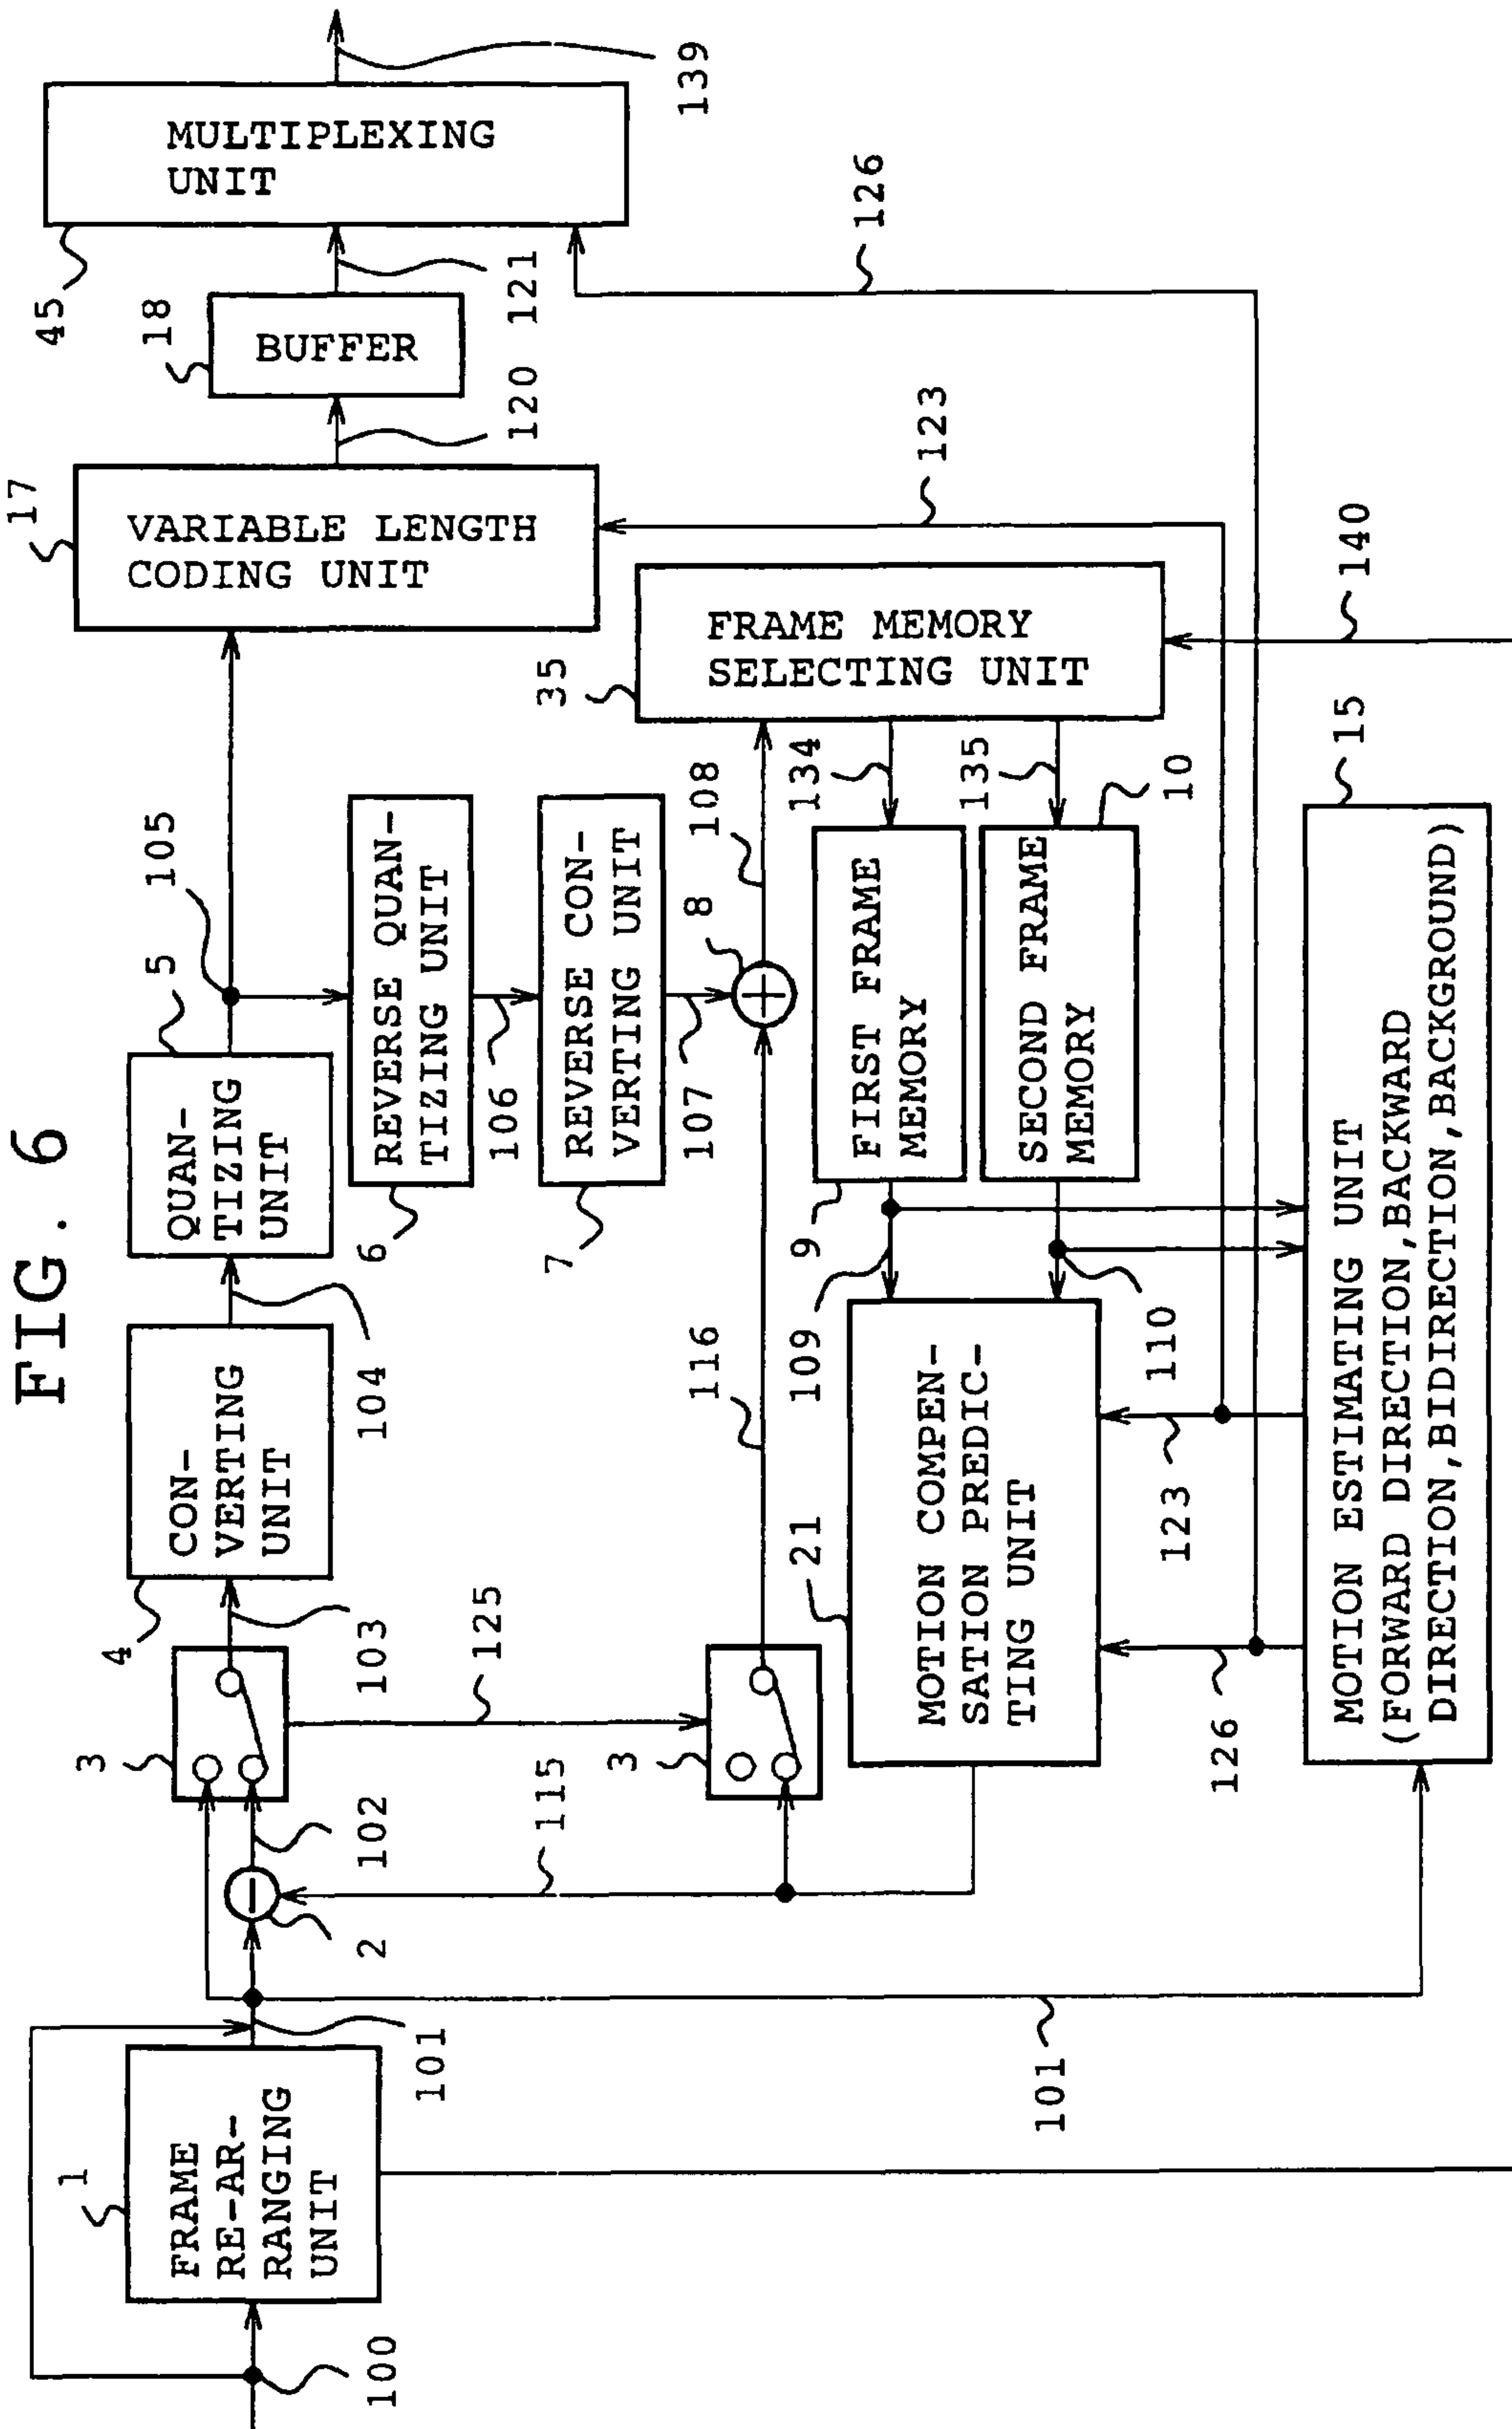 FIG. 6
1
FRAME
RE-AR-
RANGING
UNIT
100
101
2
102
3
103
4
CON-
VERTING
UNIT
104
5
QUAN-
TIZING
UNIT
105
17
VARIABLE LENGTH
CODING UNIT
120
18
BUFFER
121
45
MULTIPLEXING
UNIT
139
6
REVERSE QUAN-
TIZING UNIT
106
7
REVERSE CON-
VERTING UNIT
107
125
115
3
116
8
108
35
FRAME MEMORY
SELECTING UNIT
134
135
123
126
9
FIRST FRAME
MEMORY
10
SECOND FRAME
MEMORY
109
110
21
MOTION COMPEN-
SATION PREDIC-
TING UNIT
101
126
123
15
140
MOTION ESTIMATING UNIT
(FORWARD DIRECTION,BACKWARD
DIRECTION,BIDIRECTION,BACKGROUND)